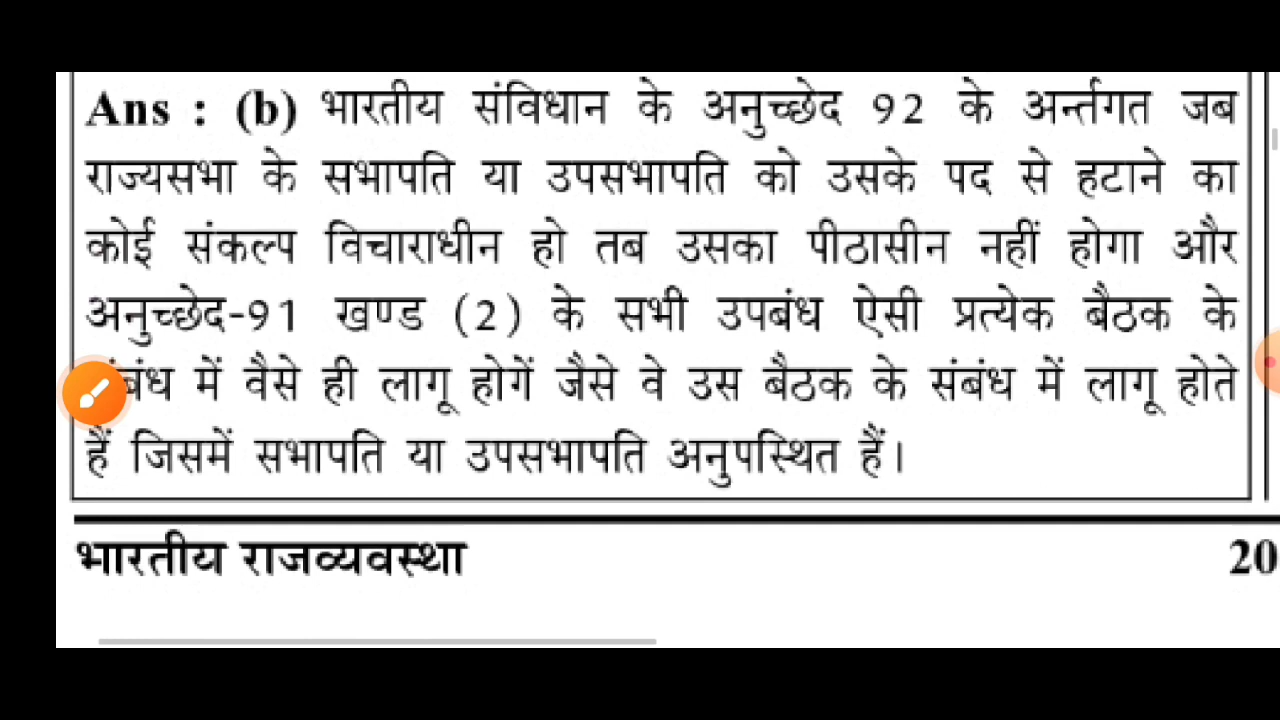 Ans : (b) भारतीय संविधान के अनुच्छेद 92 के अर्न्तगत जब
राज्यसभा के सभापति या उपसभापति को उसके पद से हटाने का
कोई संकल्प विचाराधीन हो तब उसका पीठासीन नहीं होगा और
अनुच्छेद-91 खण्ड (2) के सभी उपबंध ऐसी प्रत्येक बैठक के
में वैसे ही लागू होगें जैसे वे उस बैठक के संबंध में लागू होते
हैं जिसमें सभापति या उपसभापति अनुपस्थित हैं।
भारतीय राजव्यवस्था 20